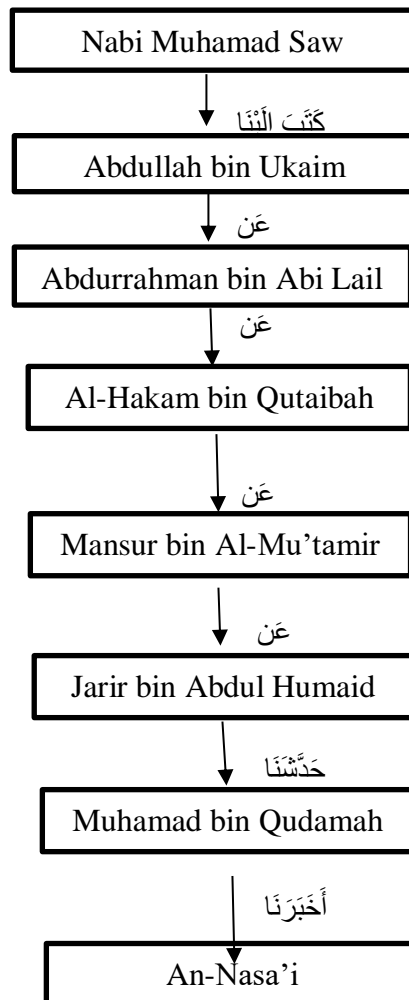 Nabi Muhamad Saw
كَتَبَ الَيْنَا
Abdullah bin Ukaim
عَن
Abdurrahman bin Abi Lail
عَن
Al-Hakam bin Qutaibah
عَن
Mansur bin Al-Mu’tamir
عَن
Jarir bin Abdul Humaid
حَدَّشَنَا
Muhamad bin Qudamah
أَخَبَرَنَا
An-Nasa’i